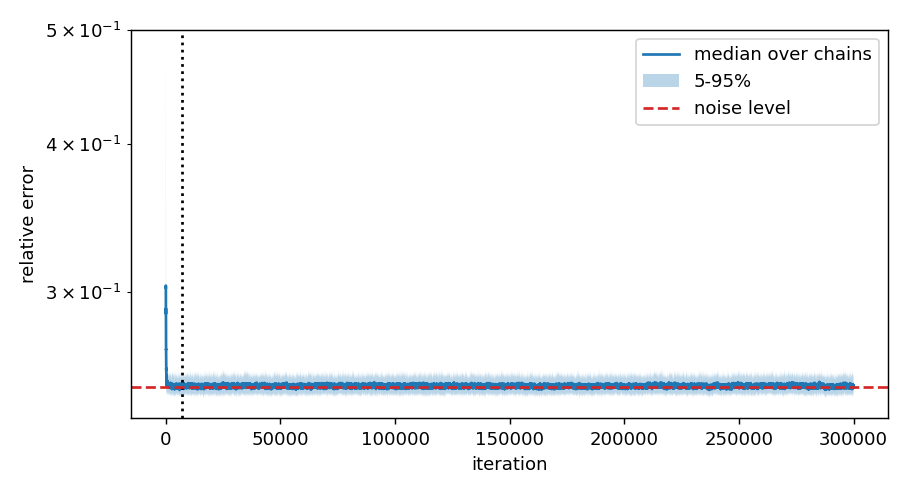 5 × 10⁻¹
4 × 10⁻¹
3 × 10⁻¹
relative error
median over chains
5-95%
noise level
0 50000 100000 150000 200000 250000 300000
iteration